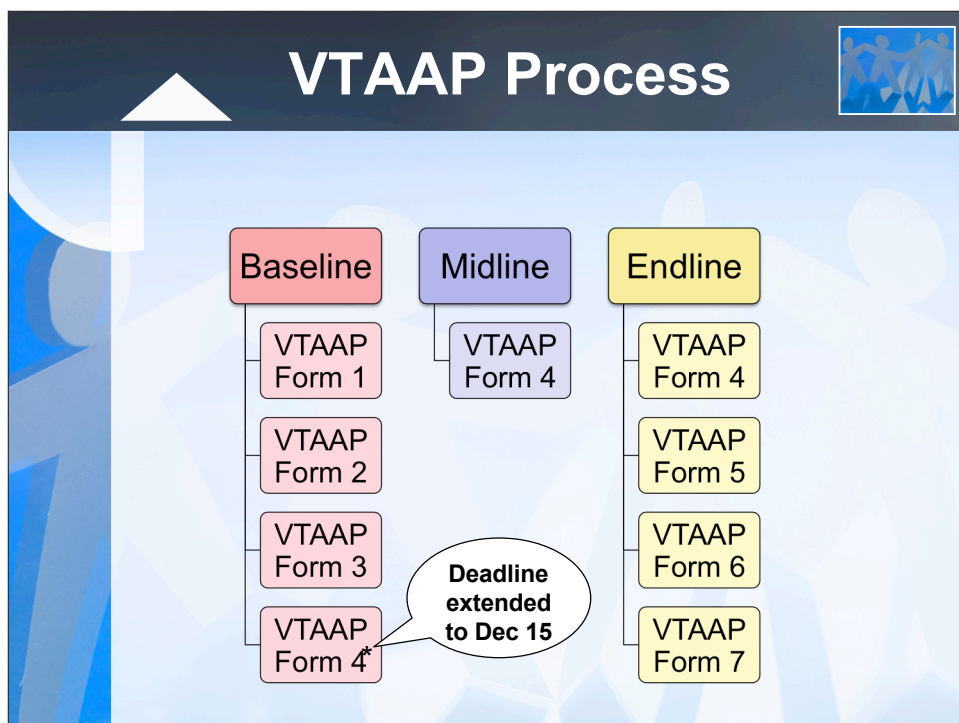 VTAAP Process
Baseline
VTAAP
Form 1
VTAAP
Form 2
VTAAP
Form 3
VTAAP
Form 4*
Deadline
extended
to Dec 15
Midline
VTAAP
Form 4
Endline
VTAAP
Form 4
VTAAP
Form 5
VTAAP
Form 6
VTAAP
Form 7